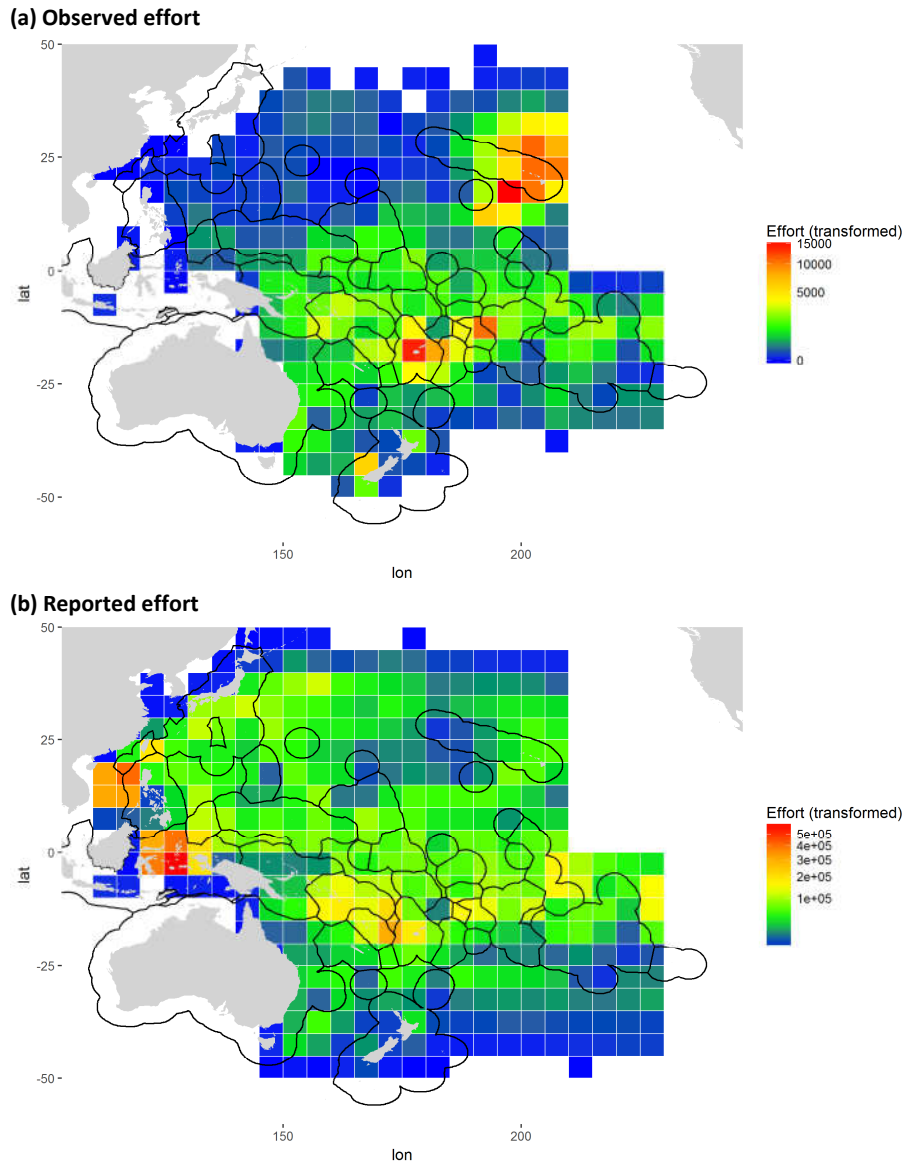 (a) Observed effort
50
25
0
-25
-50
lat
150
200
lon
Effort (transformed)
15000
10000
5000
0
(b) Reported effort
50
25
0
-25
-50
lat
150
200
lon
Effort (transformed)
5e+05
4e+05
3e+05
2e+05
1e+05